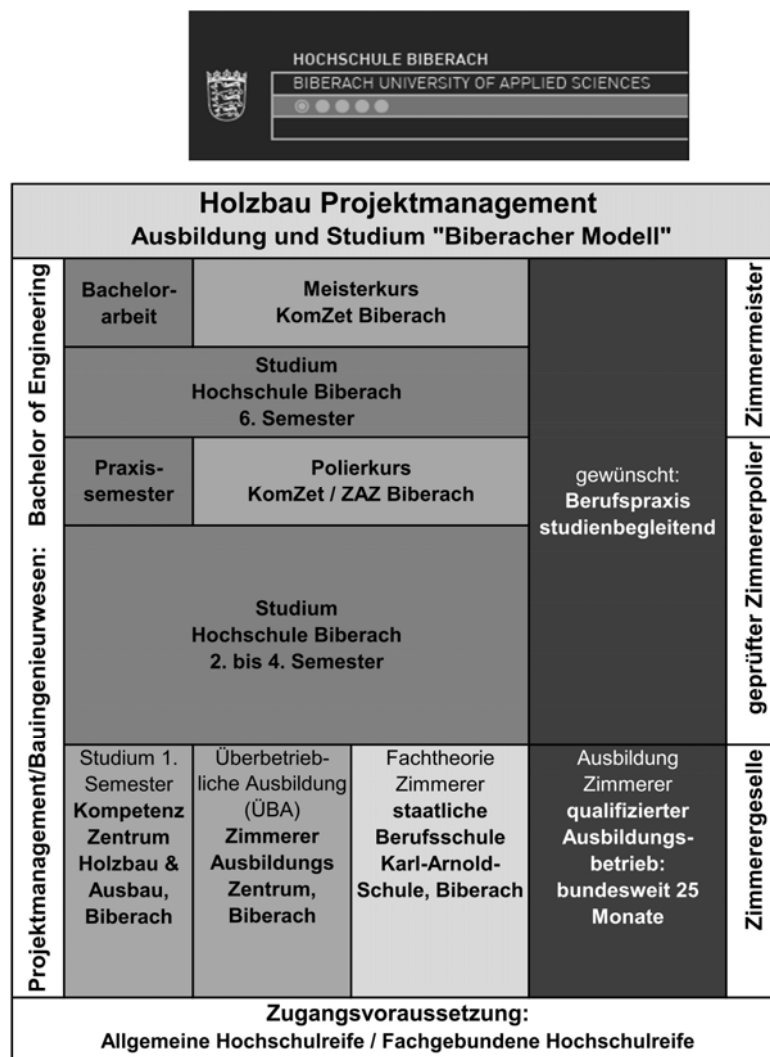 HOCHSCHULE BIBERACH
BIBERACH UNIVERSITY OF APPLIED SCIENCES
Holzbau Projektmanagement
Ausbildung und Studium "Biberacher Modell"
Projektmanagement/Bauingenieurwesen: Bachelor of Engineering
Bachelor-
arbeit
Meisterkurs
KomZet Biberach
Studium
Hochschule Biberach
6. Semester
Praxis-
semester
Polierkurs
KomZet / ZAZ Biberach
gewünscht:
Berufspraxis
studienbegleitend
Studium
Hochschule Biberach
2. bis 4. Semester
Zimmermeister
geprüfter Zimmererpolier
Studium 1.
Semester
Kompetenz
Zentrum
Holzbau &
Ausbau,
Biberach
Überbetrieb-
liche Ausbildung
(ÜBA)
Zimmerer
Ausbildungs
Zentrum,
Biberach
Fachtheorie
Zimmerer
staatliche
Berufsschule
Karl-Arnold-
Schule, Biberach
Ausbildung
Zimmerer
qualifizierter
Ausbildungs-
betrieb:
bundesweit 25
Monate
Zimmerergeselle
Zugangsvoraussetzung:
Allgemeine Hochschulreife / Fachgebundene Hochschulreife